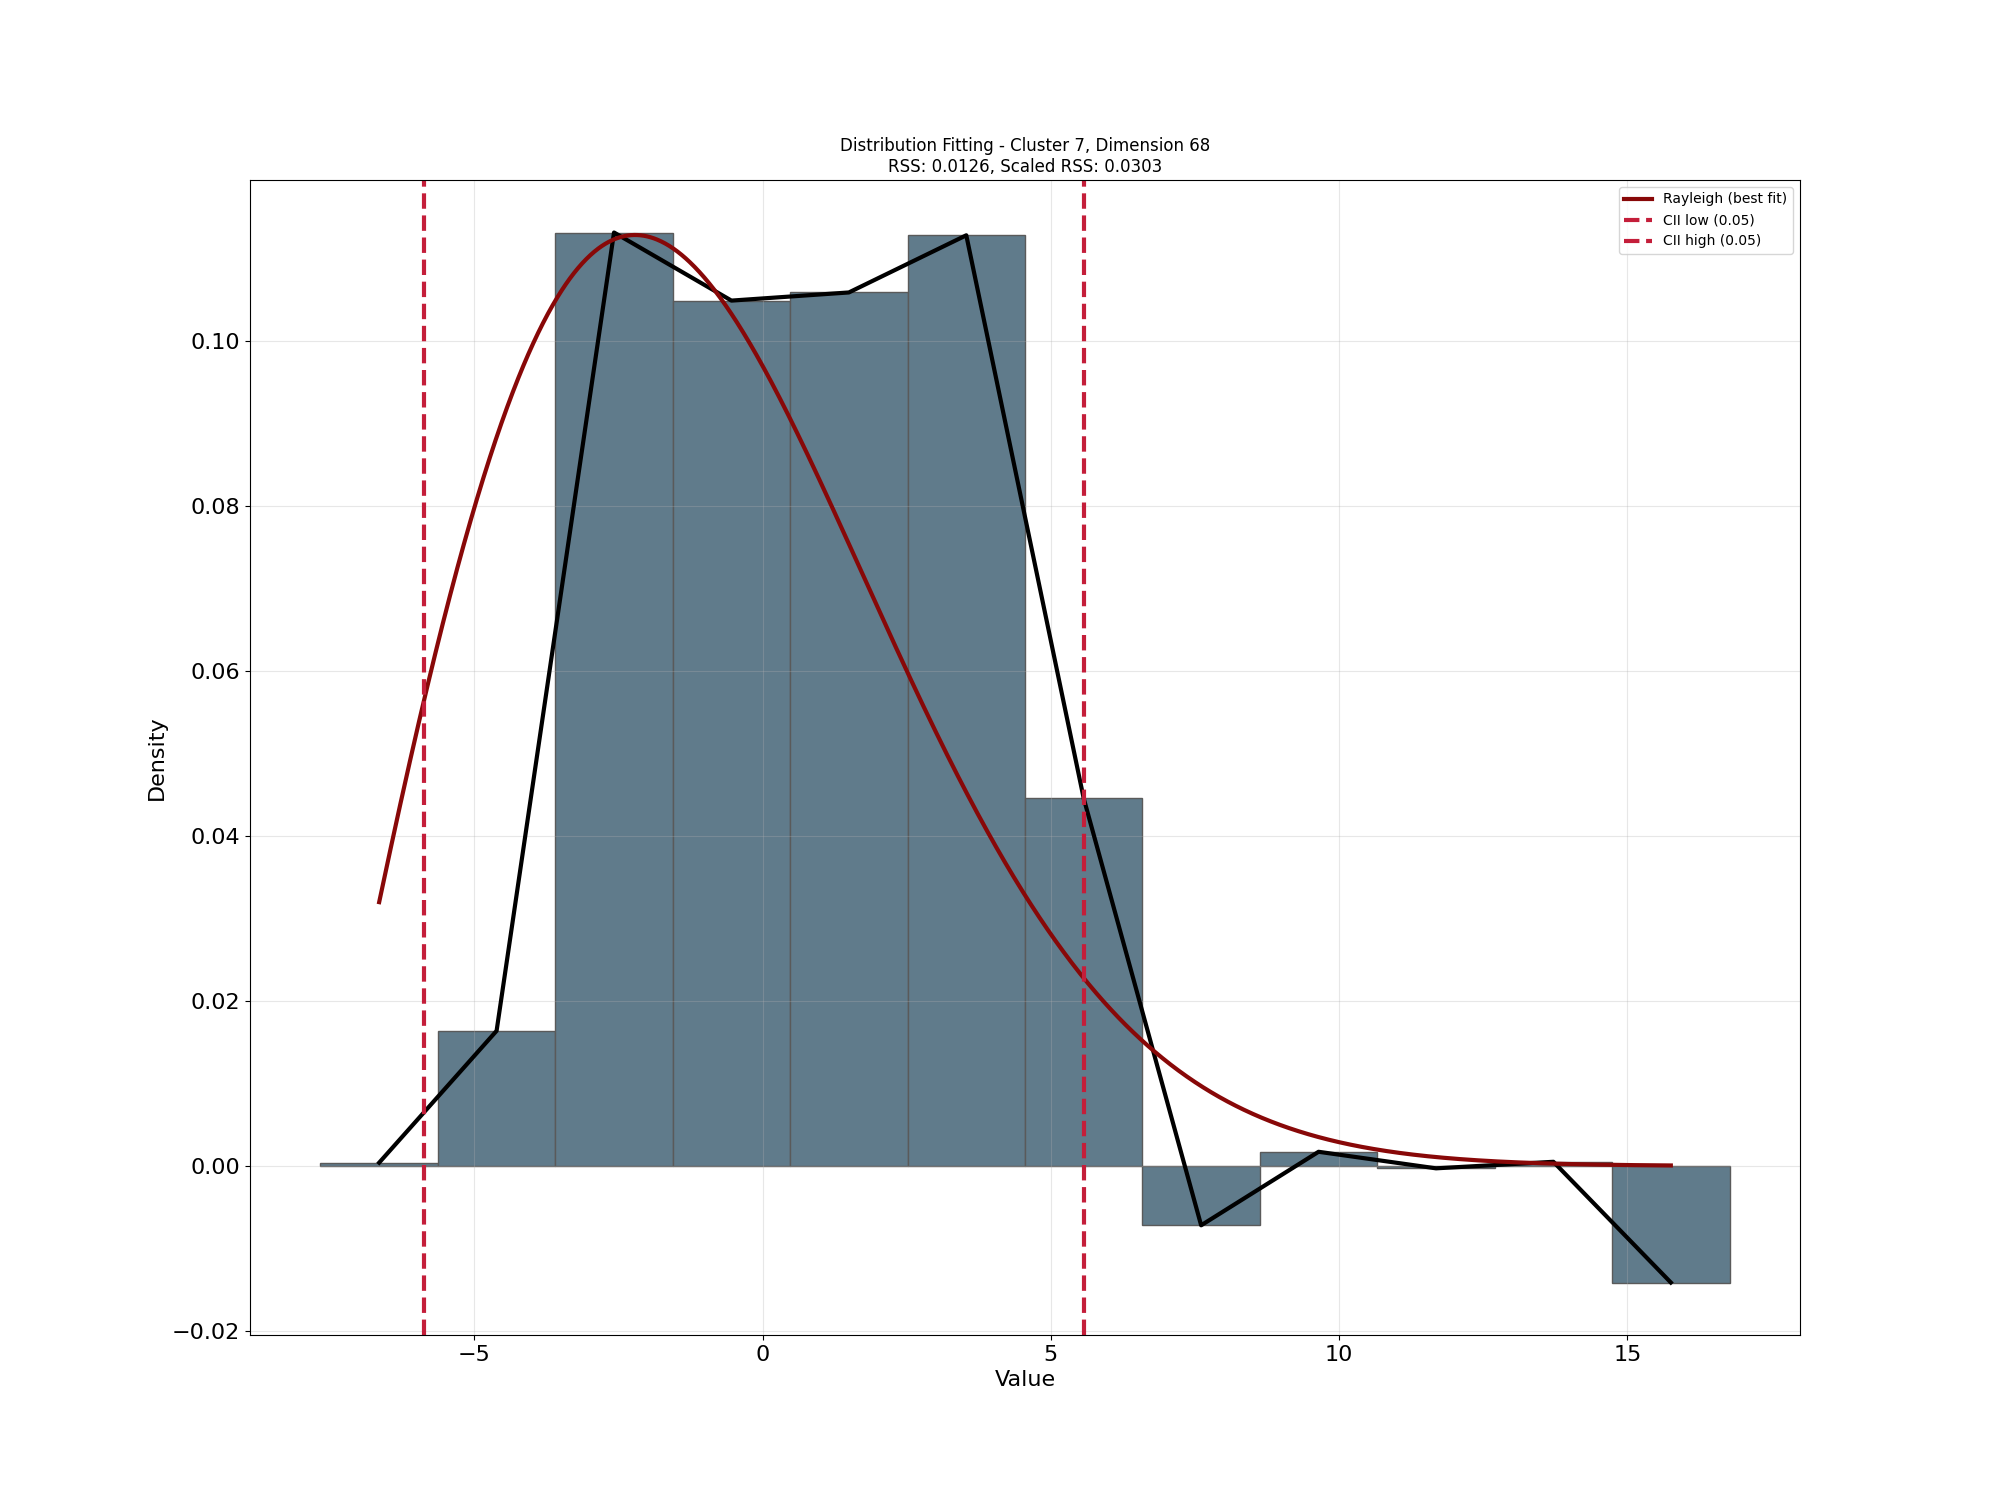 Distribution Fitting - Cluster 7, Dimension 68
RSS: 0.0126, Scaled RSS: 0.0303
Rayleigh (best fit)
CII low (0.05)
CII high (0.05)
Density
0.10
0.08
0.06
0.04
0.02
0.00
−0.02
−5
0
5
10
15
Value